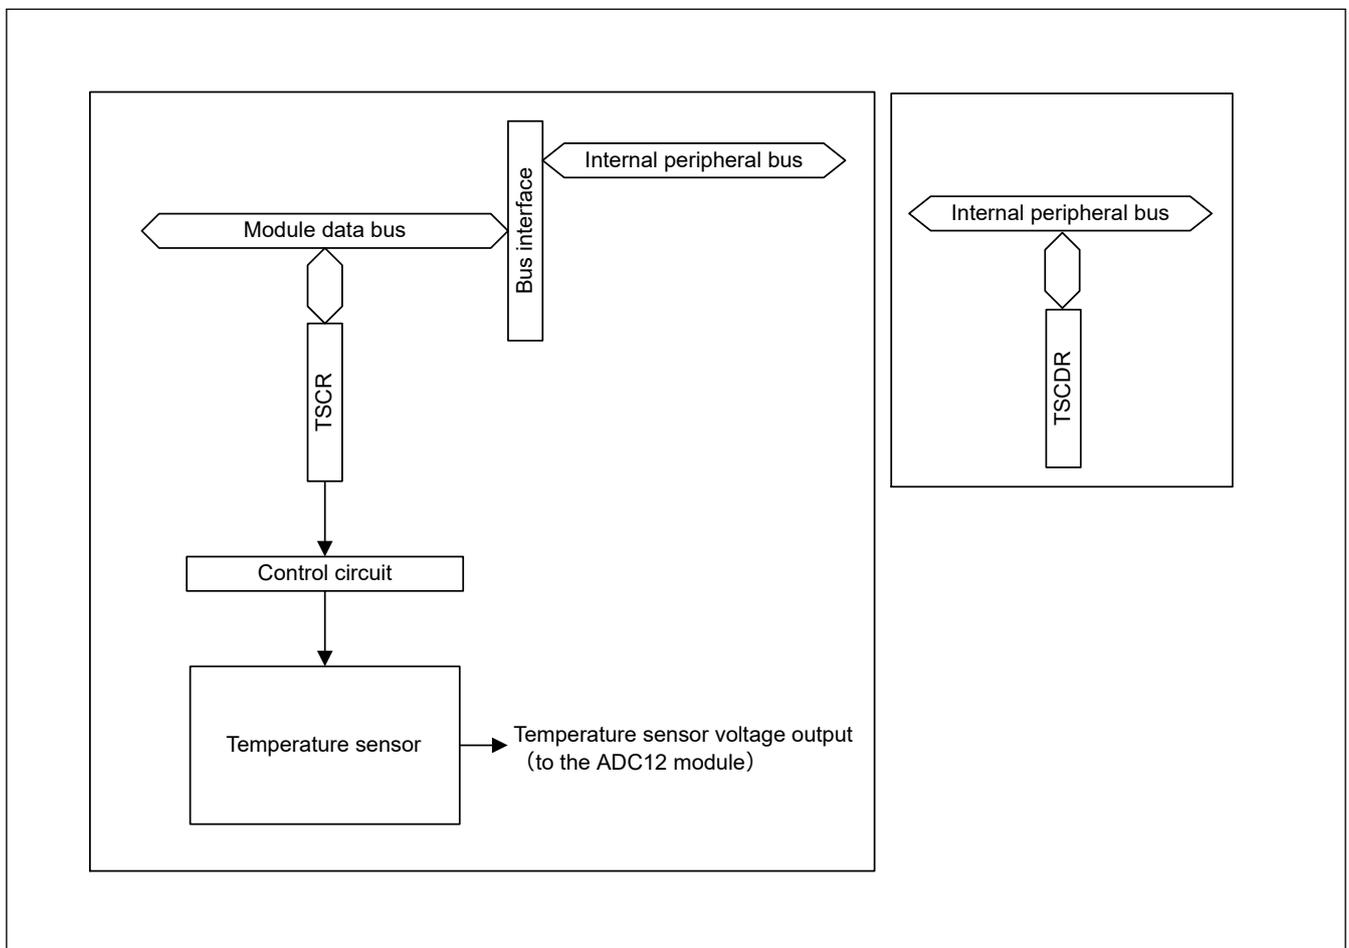 Internal peripheral bus
Bus interface
Module data bus
TSCR
Control circuit
Temperature sensor
Temperature sensor voltage output
（to the ADC12 module）
Internal peripheral bus
TSCDR